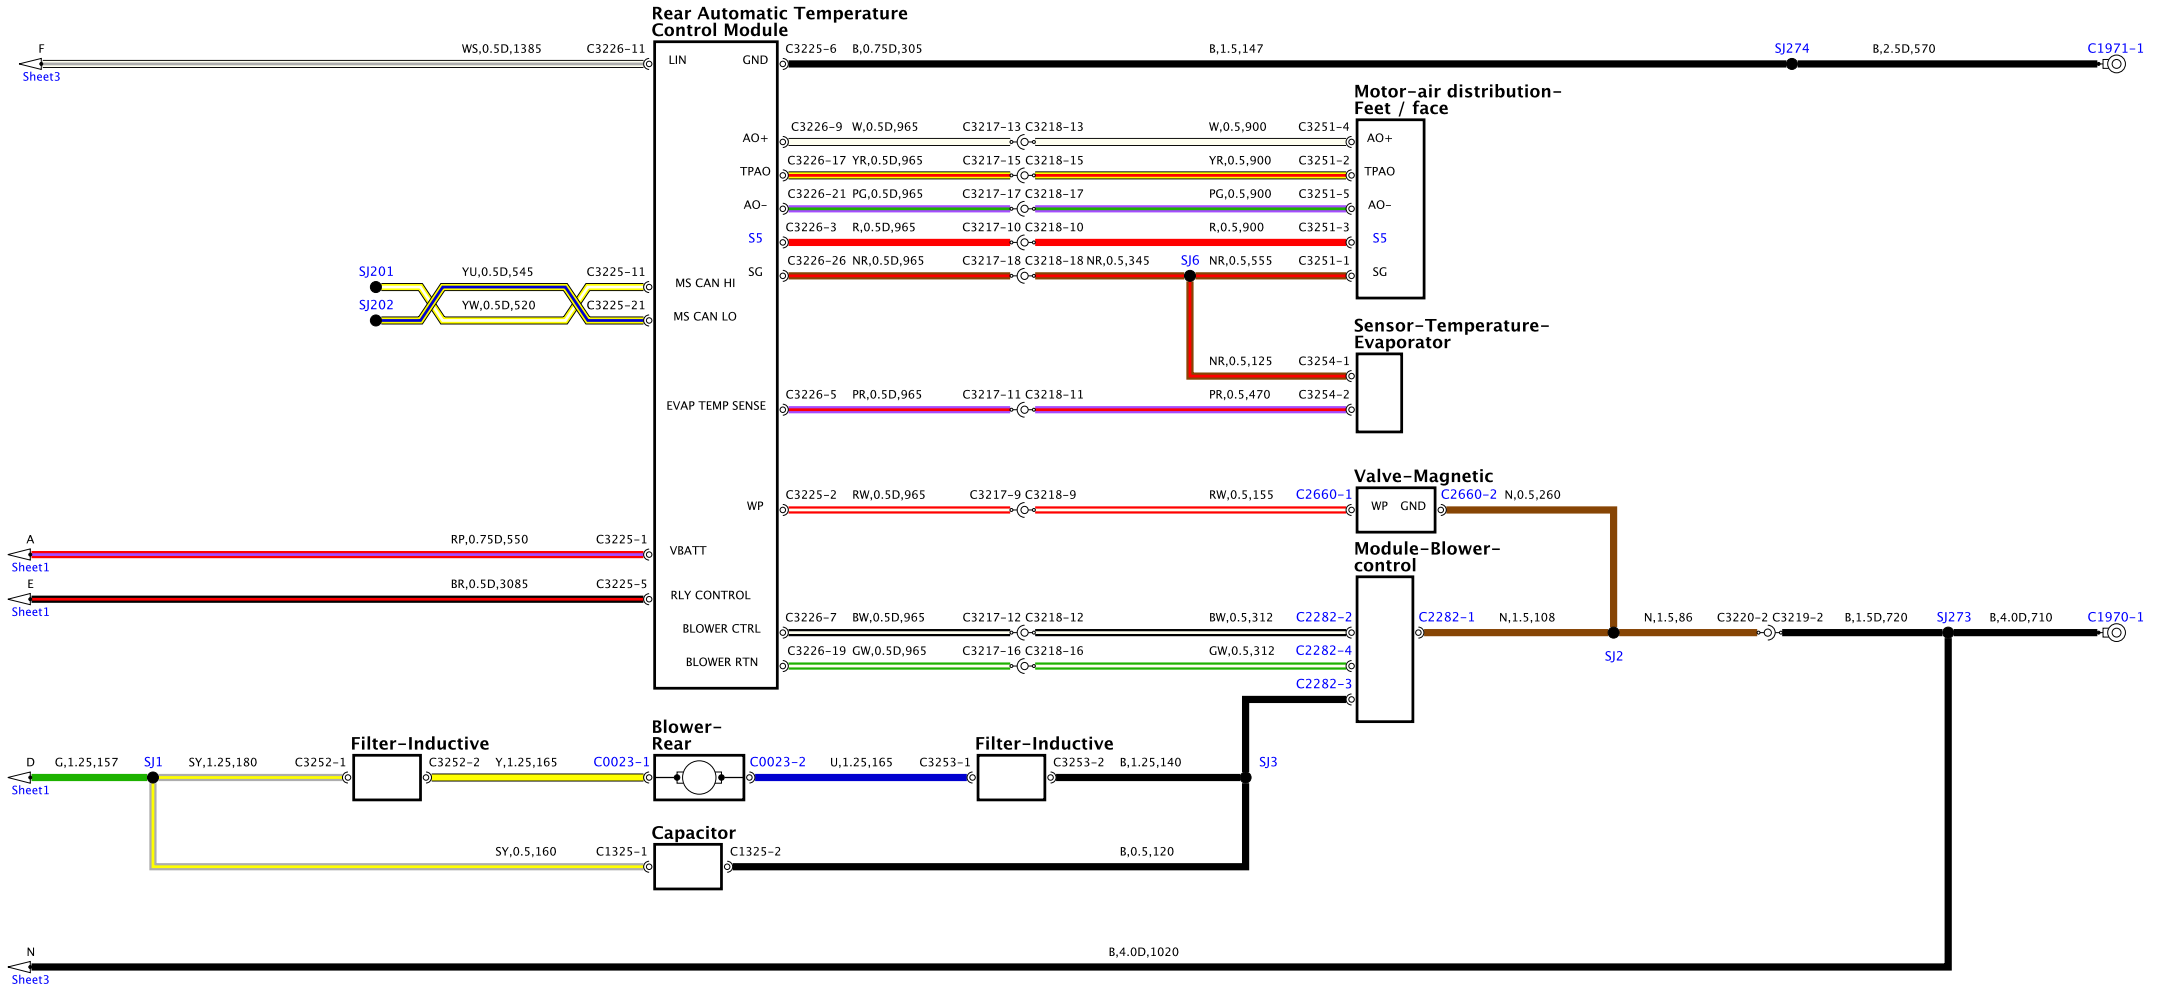 Rear Automatic Temperature
Control Module
F WS,0.5D,1385 C3226-11 LIN GND C3225-6 B,0.75D,305 B,1.5,147 SJ274 B,2.5D,570 C1971-1
Sheet3
Motor-air distribution-
Feet / face
AO+ C3226-9 W,0.5D,965 C3217-13 C3218-13 W,0.5,900 C3251-4 AO+
TPAO C3226-17 YR,0.5D,965 C3217-15 C3218-15 YR,0.5,900 C3251-2 TPAO
AO- C3226-21 PG,0.5D,965 C3217-17 C3218-17 PG,0.5,900 C3251-5 AO-
S5 C3226-3 R,0.5D,965 C3217-10 C3218-10 R,0.5,900 C3251-3 S5
SG C3226-26 NR,0.5D,965 C3217-18 C3218-18 NR,0.5,345 SJ6 NR,0.5,555 C3251-1 SG
SJ201 YU,0.5D,545 C3225-11 MS CAN HI
SJ202 YW,0.5D,520 C3225-21 MS CAN LO
Sensor-Temperature-
Evaporator
NR,0.5,125 C3254-1
EVAP TEMP SENSE C3226-5 PR,0.5D,965 C3217-11 C3218-11 PR,0.5,470 C3254-2
Valve-Magnetic
WP C3225-2 RW,0.5D,965 C3217-9 C3218-9 RW,0.5,155 C2660-1 WP GND C2660-2 N,0.5,260
A RP,0.75D,550 C3225-1 VBATT
Sheet1
Module-Blower-
control
E BR,0.5D,3085 C3225-5 RLY CONTROL
Sheet1
BLOWER CTRL C3226-7 BW,0.5D,965 C3217-12 C3218-12 BW,0.5,312 C2282-2 C2282-1 N,1.5,108 SJ2 N,1.5,86 C3220-2 C3219-2 B,1.5D,720 SJ273 B,4.0D,710 C1970-1
BLOWER RTN C3226-19 GW,0.5D,965 C3217-16 C3218-16 GW,0.5,312 C2282-4
C2282-3
Blower-
Rear
Filter-Inductive Filter-Inductive
D G,1.25,157 SJ1 SY,1.25,180 C3252-1 C3252-2 Y,1.25,165 C0023-1 C0023-2 U,1.25,165 C3253-1 C3253-2 B,1.25,140 SJ3
Sheet1
Capacitor
SY,0.5,160 C1325-1 C1325-2 B,0.5,120
N B,4.0D,1020
Sheet3